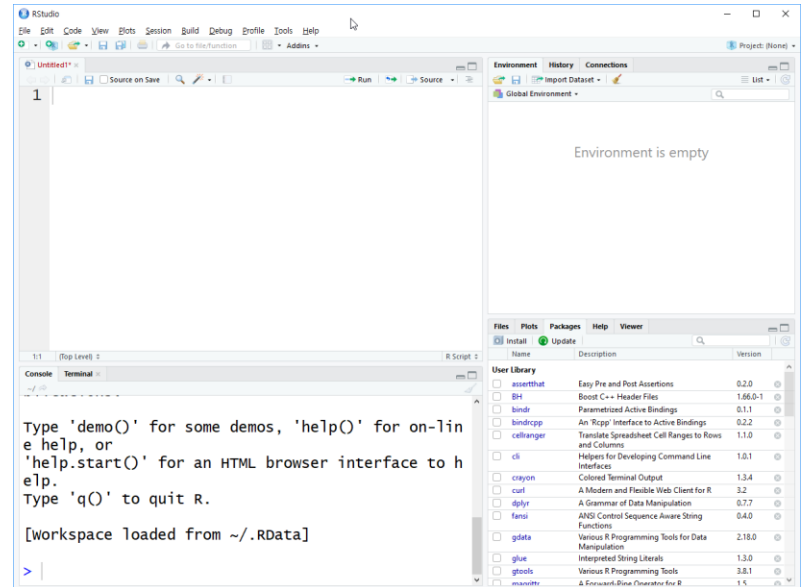 RStudio
File Edit Code View Plots Session Build Debug Profile Tools Help
Go to file/function Addins Project: (None)
Untitled1*
Source on Save Run Source
1
1:1 (Top Level) R Script
Console Terminal
~/
Type 'demo()' for some demos, 'help()' for on-lin
e help, or
'help.start()' for an HTML browser interface to h
elp.
Type 'q()' to quit R.
[Workspace loaded from ~/.RData]
>
Environment History Connections
Import Dataset List
Global Environment
Environment is empty
Files Plots Packages Help Viewer
Install Update
Name Description Version
User Library
assertthat Easy Pre and Post Assertions 0.2.0
BH Boost C++ Header Files 1.66.0-1
bindr Parametrized Active Bindings 0.1.1
bindrcpp An 'Rcpp' Interface to Active Bindings 0.2.2
cellranger Translate Spreadsheet Cell Ranges to Rows 1.1.0
and Columns
cli Helpers for Developing Command Line 1.0.1
Interfaces
crayon Colored Terminal Output 1.3.4
curl A Modern and Flexible Web Client for R 3.2
dplyr A Grammar of Data Manipulation 0.7.7
fansi ANSI Control Sequence Aware String 0.4.0
Functions
gdata Various R Programming Tools for Data 2.18.0
Manipulation
glue Interpreted String Literals 1.3.0
gtools Various R Programming Tools 3.8.1
magrittr A Forward-Pipe Operator for R 1.5